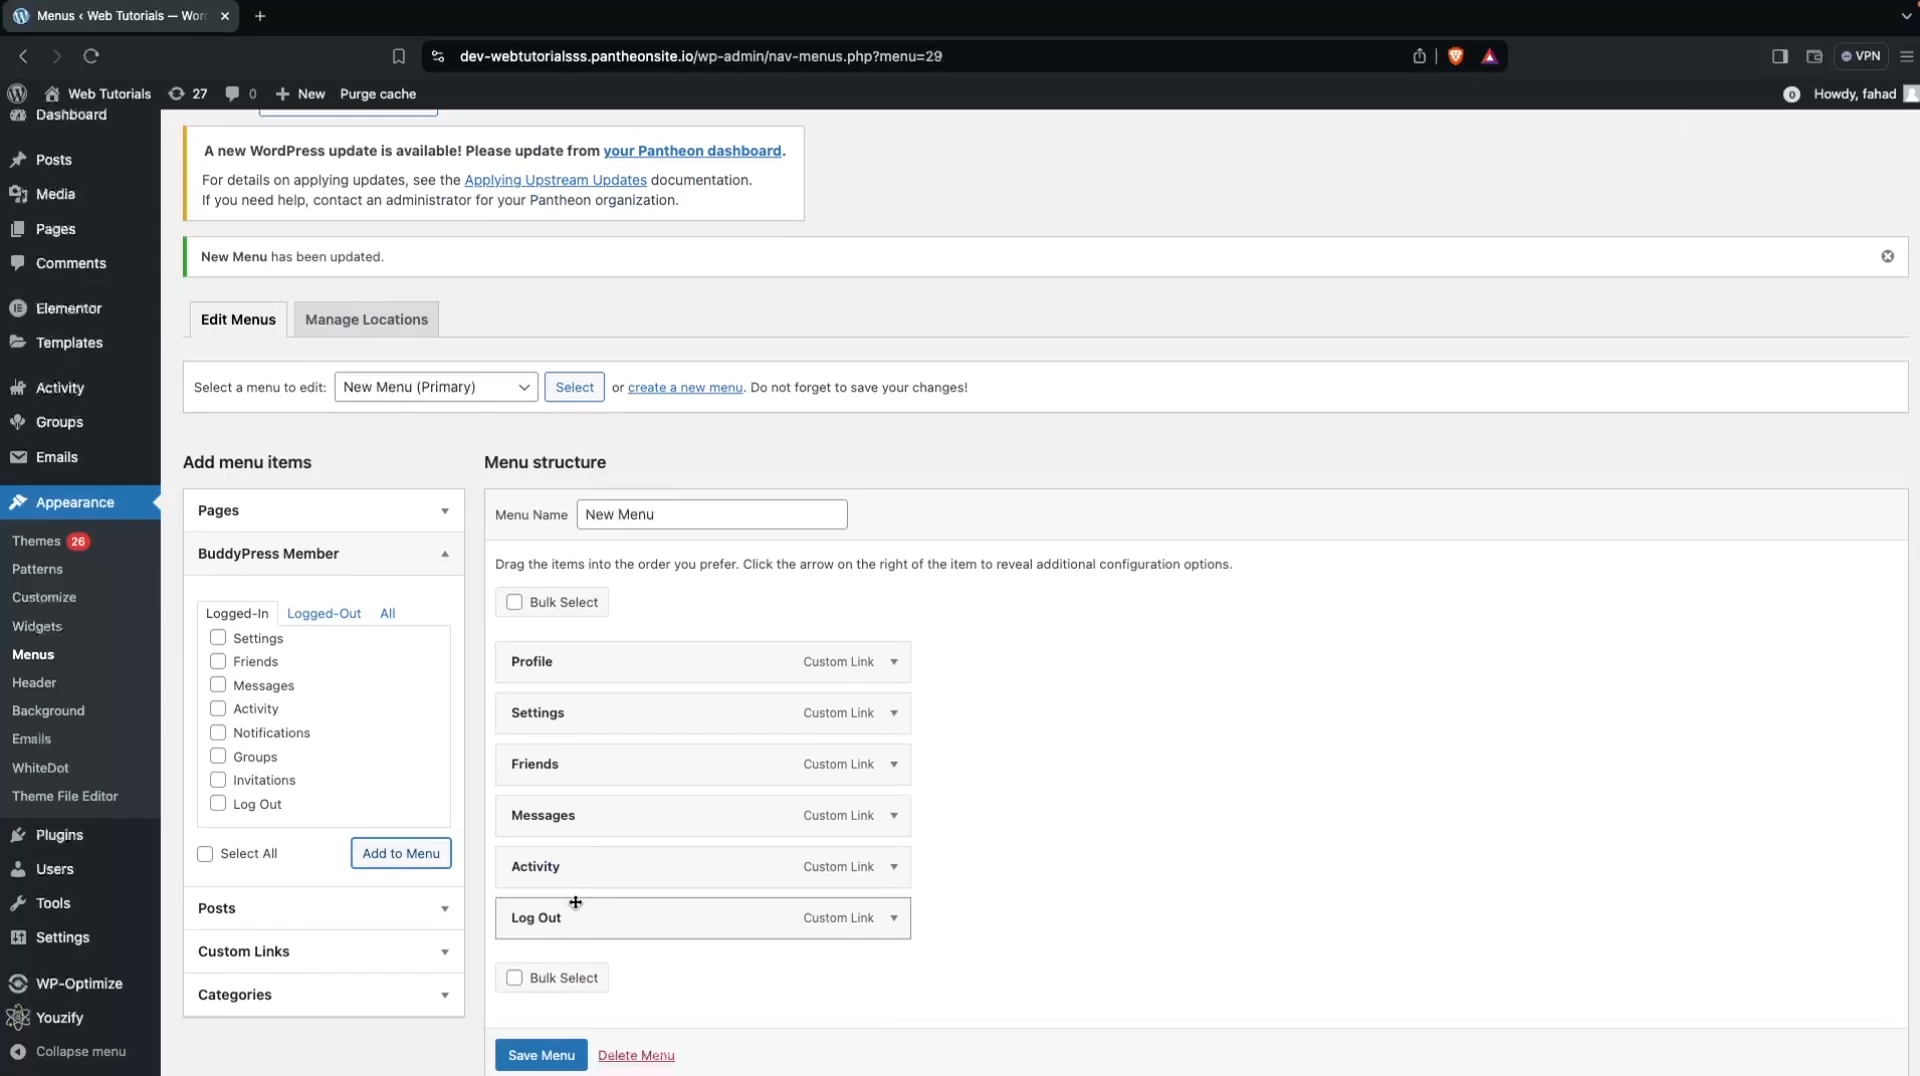 Menus < Web Tutorials — Wor
dev-webtutorialsss.pantheonsite.io/wp-admin/nav-menus.php?menu=29
VPN
Web Tutorials
27
0
New
Purge cache
0
Howdy, fahad
Dashboard
Posts
Media
Pages
Comments
Elementor
Templates
Activity
Groups
Emails
Appearance
Themes 26
Patterns
Customize
Widgets
Menus
Header
Background
Emails
WhiteDot
Theme File Editor
Plugins
Users
Tools
Settings
WP-Optimize
Youzify
Collapse menu
A new WordPress update is available! Please update from your Pantheon dashboard.
For details on applying updates, see the Applying Upstream Updates documentation.
If you need help, contact an administrator for your Pantheon organization.
New Menu has been updated.
Edit Menus
Manage Locations
Select a menu to edit: New Menu (Primary) Select or create a new menu. Do not forget to save your changes!
Add menu items
Pages
BuddyPress Member
Logged-In Logged-Out All
Settings
Friends
Messages
Activity
Notifications
Groups
Invitations
Log Out
Select All
Add to Menu
Posts
Custom Links
Categories
Menu structure
Menu Name New Menu
Drag the items into the order you prefer. Click the arrow on the right of the item to reveal additional configuration options.
Bulk Select
Profile Custom Link
Settings Custom Link
Friends Custom Link
Messages Custom Link
Activity Custom Link
Log Out Custom Link
Bulk Select
Save Menu Delete Menu